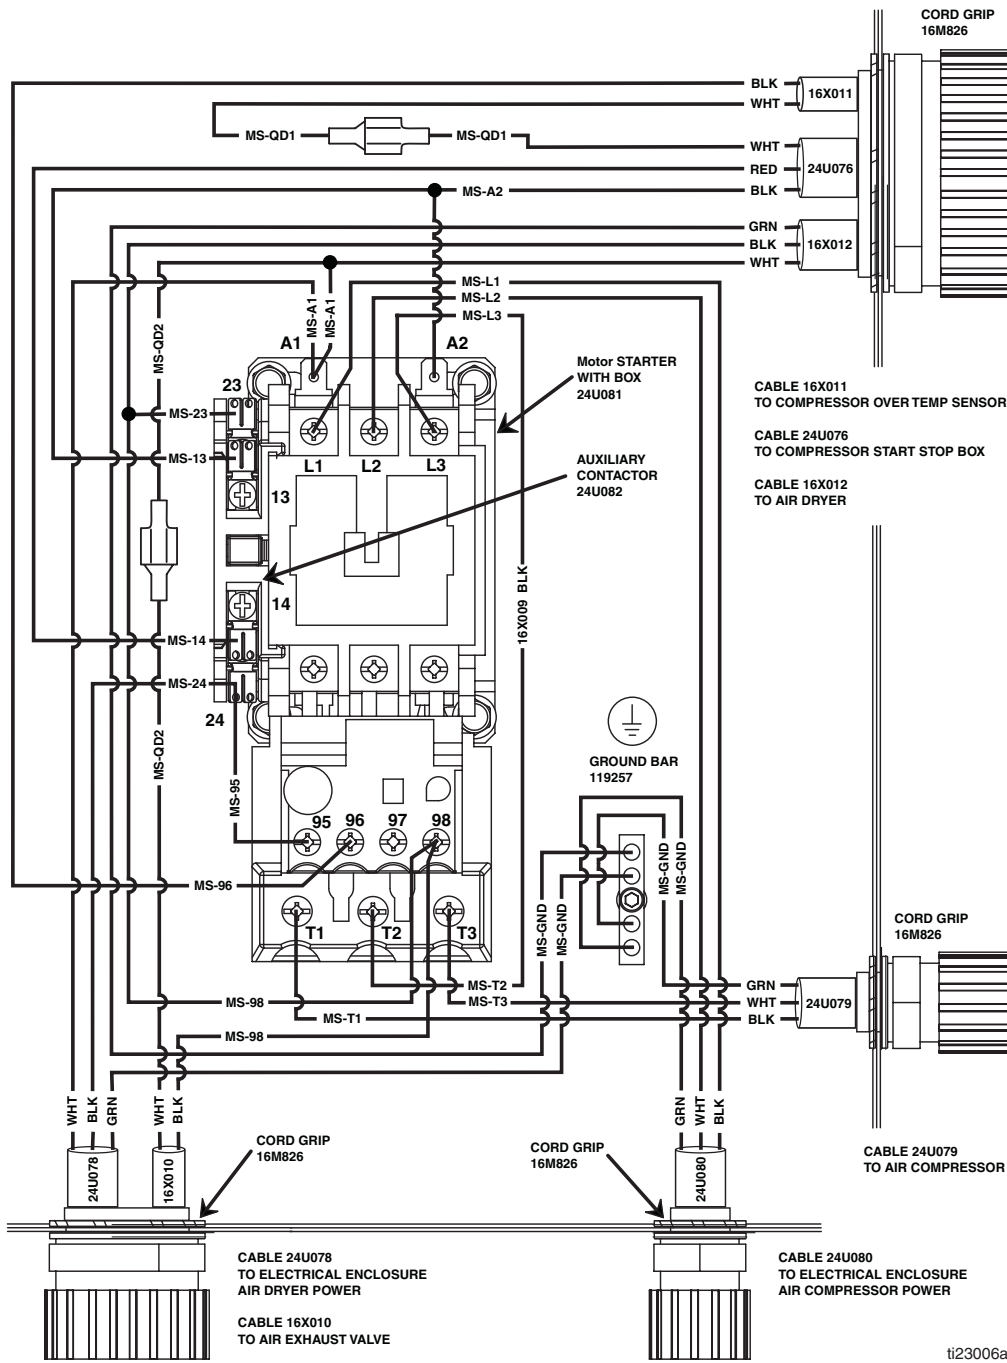 CORD GRIP
16M826
BLK
WHT
16X011
MS-QD1
MS-QD1
WHT
RED
BLK
24U076
MS-A2
GRN
BLK
WHT
16X012
MS-L1
MS-L2
MS-L3
MS-A1
MS-A1
MS-QD2
A1
A2
23
Motor STARTER
WITH BOX
24U081
CABLE 16X011
TO COMPRESSOR OVER TEMP SENSOR
CABLE 24U076
TO COMPRESSOR START STOP BOX
CABLE 16X012
TO AIR DRYER
MS-23
MS-13
L1
L2
L3
13
AUXILIARY
CONTACTOR
24U082
14
16X009 BLK
MS-14
MS-24
24
MS-QD2
MS-95
GROUND BAR
119257
95
96
97
98
MS-96
MS-GND
MS-GND
MS-GND
MS-GND
T1
T2
T3
CORD GRIP
16M826
MS-T2
MS-T3
MS-98
MS-T1
MS-98
GRN
WHT
BLK
24U079
WHT
BLK
GRN
WHT
BLK
GRN
WHT
BLK
24U078
16X010
24U080
CORD GRIP
16M826
CORD GRIP
16M826
CABLE 24U079
TO AIR COMPRESSOR
CABLE 24U078
TO ELECTRICAL ENCLOSURE
AIR DRYER POWER
CABLE 16X010
TO AIR EXHAUST VALVE
CABLE 24U080
TO ELECTRICAL ENCLOSURE
AIR COMPRESSOR POWER
ti23006a